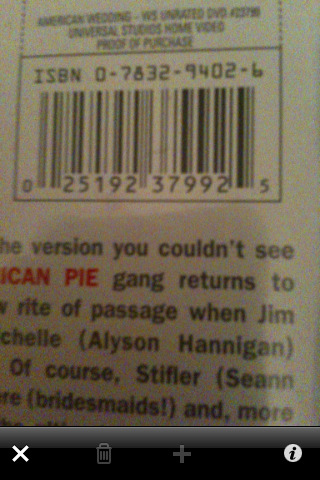 AMERICAN WEDDING - WS UNRATED DVD #23799
UNIVERSAL STUDIOS HOME VIDEO
PROOF OF PURCHASE
ISBN 0-7832-9402-6
0 25192 37992 5
he version you couldn't see
ICAN PIE gang returns to
w rite of passage when Jim
chelle (Alyson Hannigan)
Of course, Stifler (Seann
ere (bridesmaids!) and, more